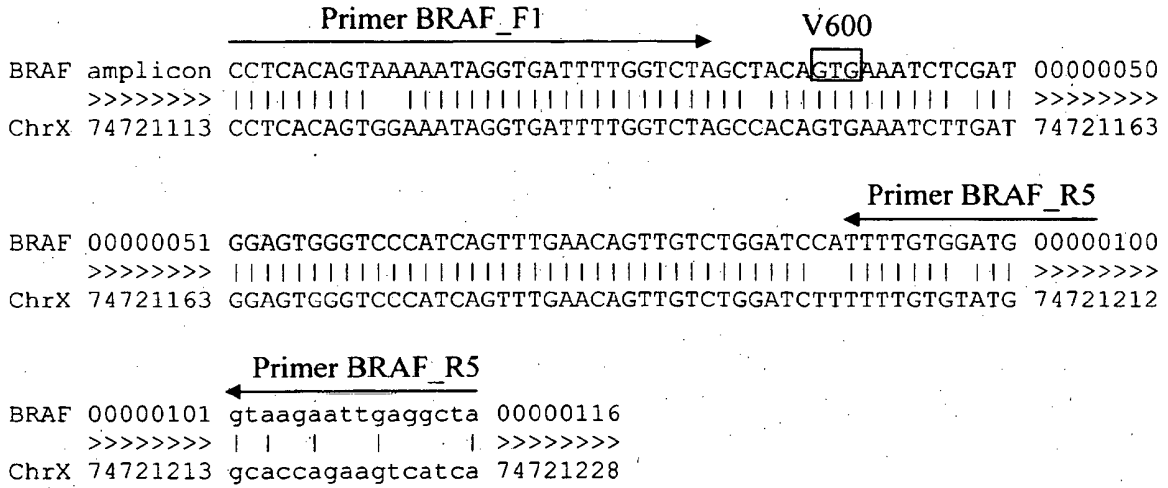 Primer BRAF_F1
V600
BRAF amplicon CCTCACAGTAAAAATAGGTGATTTTGGTCTAGCTACAGTGAAATCTCGAT 00000050
>>>>>>>> ||||||||| ||||||||||||||||||||| ||||||||||| ||| >>>>>>>>
ChrX 74721113 CCTCACAGTGGAAATAGGTGATTTTGGTCTAGCCACAGTGAAATCTTGAT 74721163
Primer BRAF_R5
BRAF 00000051 GGAGTGGGTCCCATCAGTTTGAACAGTTGTCTGGATCCATTTTGTGGATG 00000100
>>>>>>>> ||||||||||||||||||||||||||||||||||||| ||||||| ||| >>>>>>>>
ChrX 74721163 GGAGTGGGTCCCATCAGTTTGAACAGTTGTCTGGATCTTTTTTGTGTATG 74721212
Primer BRAF_R5
BRAF 00000101 gtaagaattgaggcta 00000116
>>>>>>>> | | | | | >>>>>>>>
ChrX 74721213 gcaccagaagtcatca 74721228